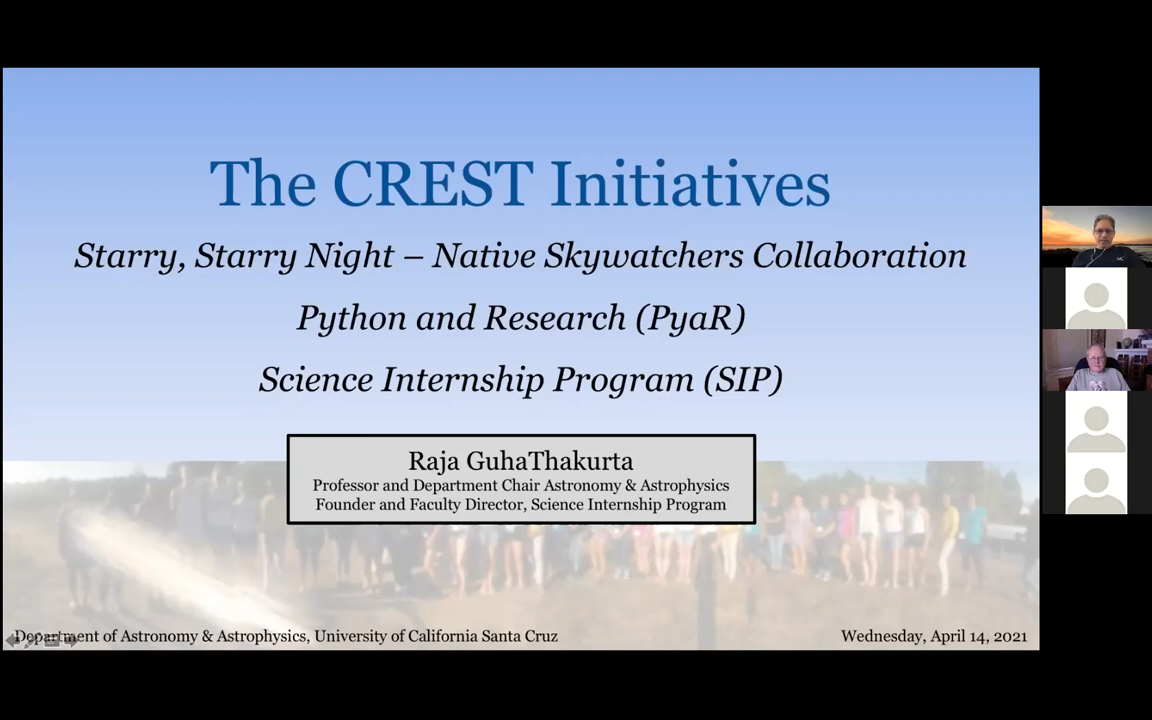 The CREST Initiatives
Starry, Starry Night – Native Skywatchers Collaboration
Python and Research (PyaR)
Science Internship Program (SIP)
Raja GuhaThakurta
Professor and Department Chair Astronomy & Astrophysics
Founder and Faculty Director, Science Internship Program
Department of Astronomy & Astrophysics, University of California Santa Cruz
Wednesday, April 14, 2021